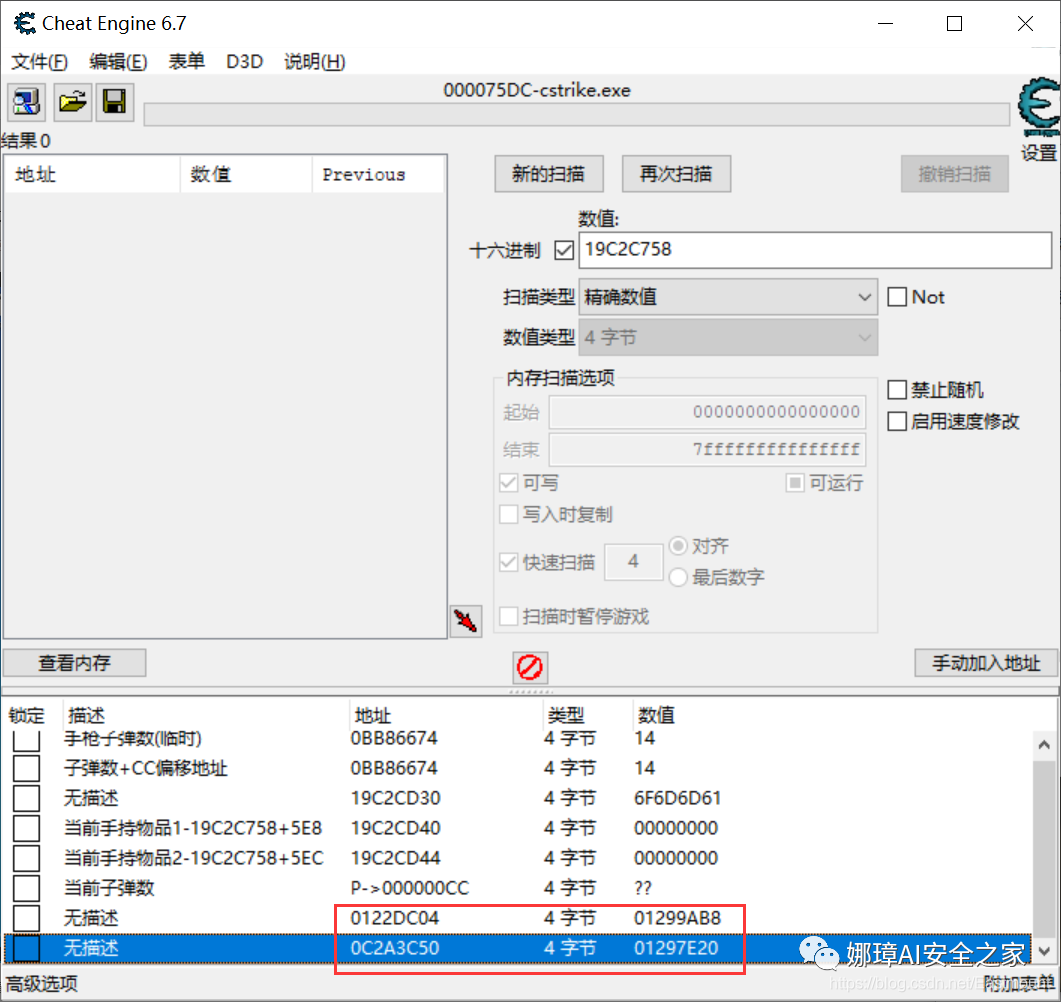 Cheat Engine 6.7
文件(F) 编辑(E) 表单 D3D 说明(H)
000075DC-cstrike.exe
设置
结果 0
地址 数值 Previous
新的扫描 再次扫描 撤销扫描
数值:
十六进制 19C2C758
扫描类型 精确数值 Not
数值类型 4 字节
内存扫描选项
起始 0000000000000000
结束 7fffffffffffffff
可写 可运行
写入时复制
快速扫描 4 对齐
最后数字
扫描时暂停游戏
禁止随机
启用速度修改
查看内存 手动加入地址
锁定 描述 地址 类型 数值
手枪子弹数(临时) 0BB86674 4 字节 14
子弹数+CC偏移地址 0BB86674 4 字节 14
无描述 19C2CD30 4 字节 6F6D6D61
当前手持物品1-19C2C758+5E8 19C2CD40 4 字节 00000000
当前手持物品2-19C2C758+5EC 19C2CD44 4 字节 00000000
当前子弹数 P->000000CC 4 字节 ??
无描述 0122DC04 4 字节 01299AB8
无描述 0C2A3C50 4 字节 01297E20
娜璋AI安全之家
高级选项 附加表单